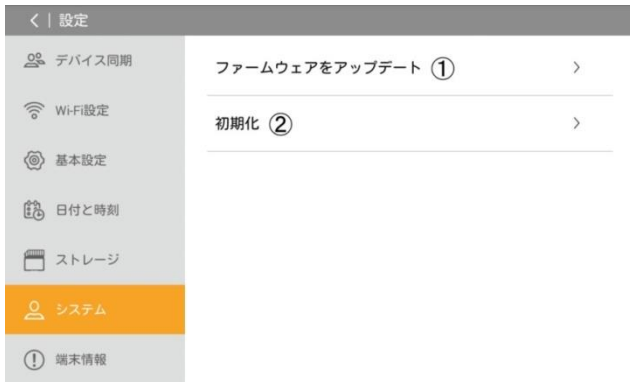 く | 設定
デバイス同期
Wi-Fi設定
基本設定
日付と時刻
ストレージ
システム
端末情報
ファームウェアをアップデート ①
初期化 ②